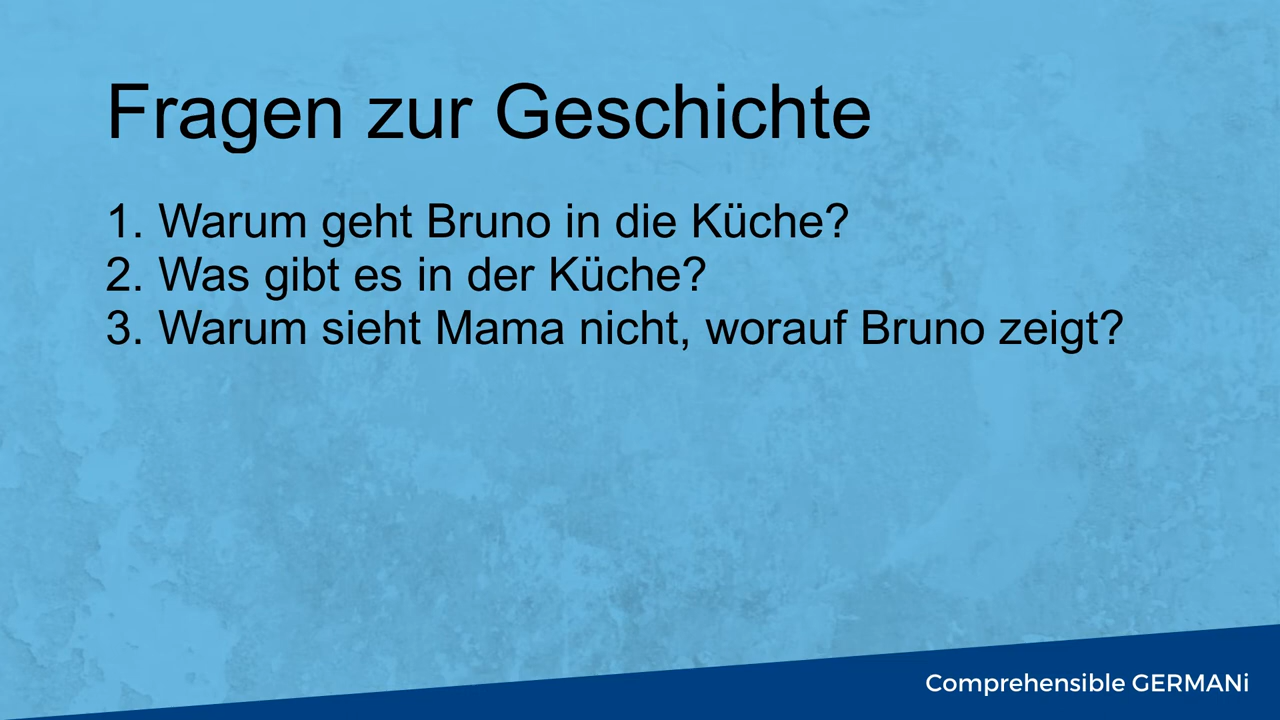 Fragen zur Geschichte
1. Warum geht Bruno in die Küche?
2. Was gibt es in der Küche?
3. Warum sieht Mama nicht, worauf Bruno zeigt?
Comprehensible GERMANi